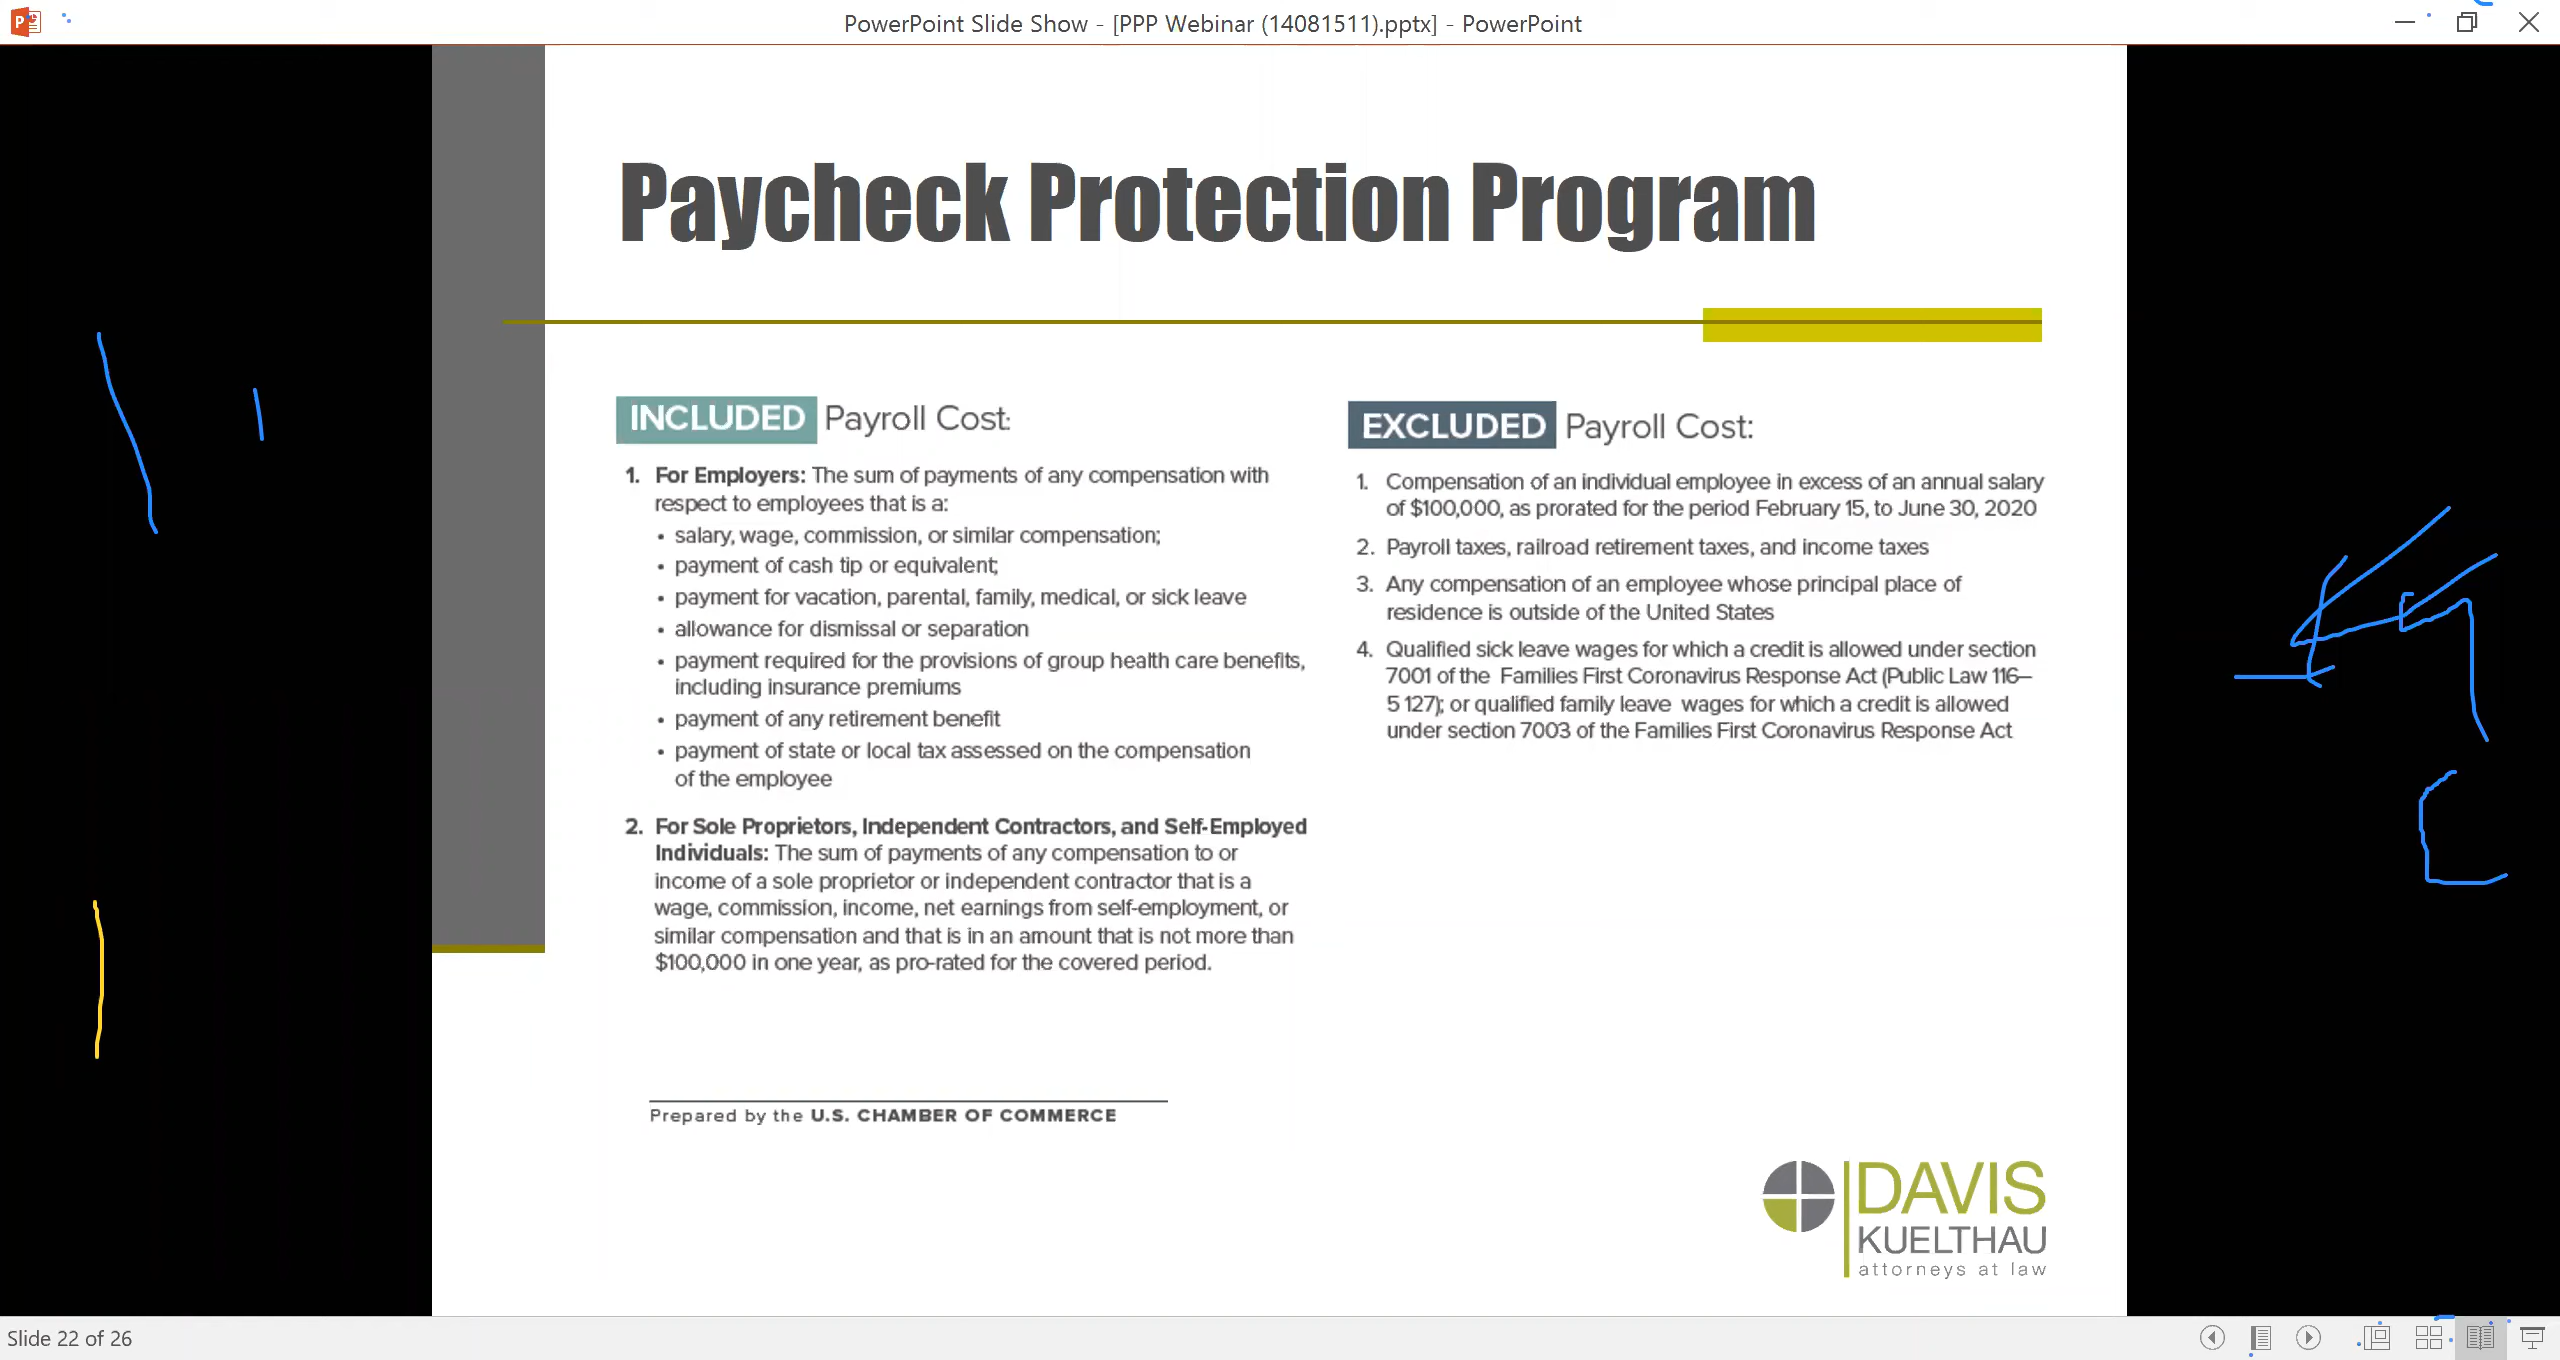 PowerPoint Slide Show - [PPP Webinar (14081511).pptx] - PowerPoint
Paycheck Protection Program
INCLUDED Payroll Cost:
1. For Employers: The sum of payments of any compensation with
respect to employees that is a:
• salary, wage, commission, or similar compensation;
• payment of cash tip or equivalent;
• payment for vacation, parental, family, medical, or sick leave
• allowance for dismissal or separation
• payment required for the provisions of group health care benefits,
including insurance premiums
• payment of any retirement benefit
• payment of state or local tax assessed on the compensation
of the employee
2. For Sole Proprietors, Independent Contractors, and Self-Employed
Individuals: The sum of payments of any compensation to or
income of a sole proprietor or independent contractor that is a
wage, commission, income, net earnings from self-employment, or
similar compensation and that is in an amount that is not more than
$100,000 in one year, as pro-rated for the covered period.
EXCLUDED Payroll Cost:
1. Compensation of an individual employee in excess of an annual salary
of $100,000, as prorated for the period February 15, to June 30, 2020
2. Payroll taxes, railroad retirement taxes, and income taxes
3. Any compensation of an employee whose principal place of
residence is outside of the United States
4. Qualified sick leave wages for which a credit is allowed under section
7001 of the Families First Coronavirus Response Act (Public Law 116–
5 127); or qualified family leave wages for which a credit is allowed
under section 7003 of the Families First Coronavirus Response Act
Prepared by the U.S. CHAMBER OF COMMERCE
DAVIS
KUELTHAU
attorneys at law
Slide 22 of 26